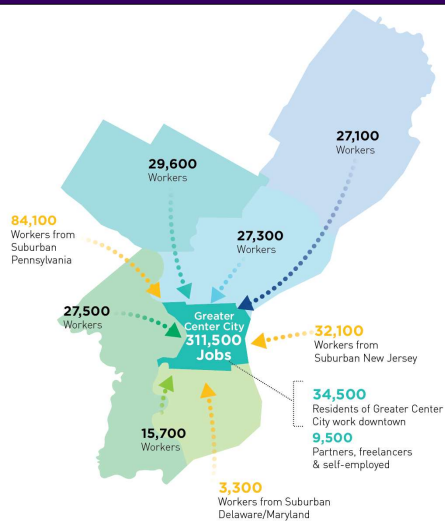 27,100
Workers
29,600
Workers
84,100
Workers from
Suburban
Pennsylvania
27,300
Workers
27,500
Workers
Greater
Center City
311,500
Jobs
32,100
Workers from
Suburban New Jersey
34,500
Residents of Greater Center
City work downtown
9,500
Partners, freelancers
& self-employed
15,700
Workers
3,300
Workers from Suburban
Delaware/Maryland